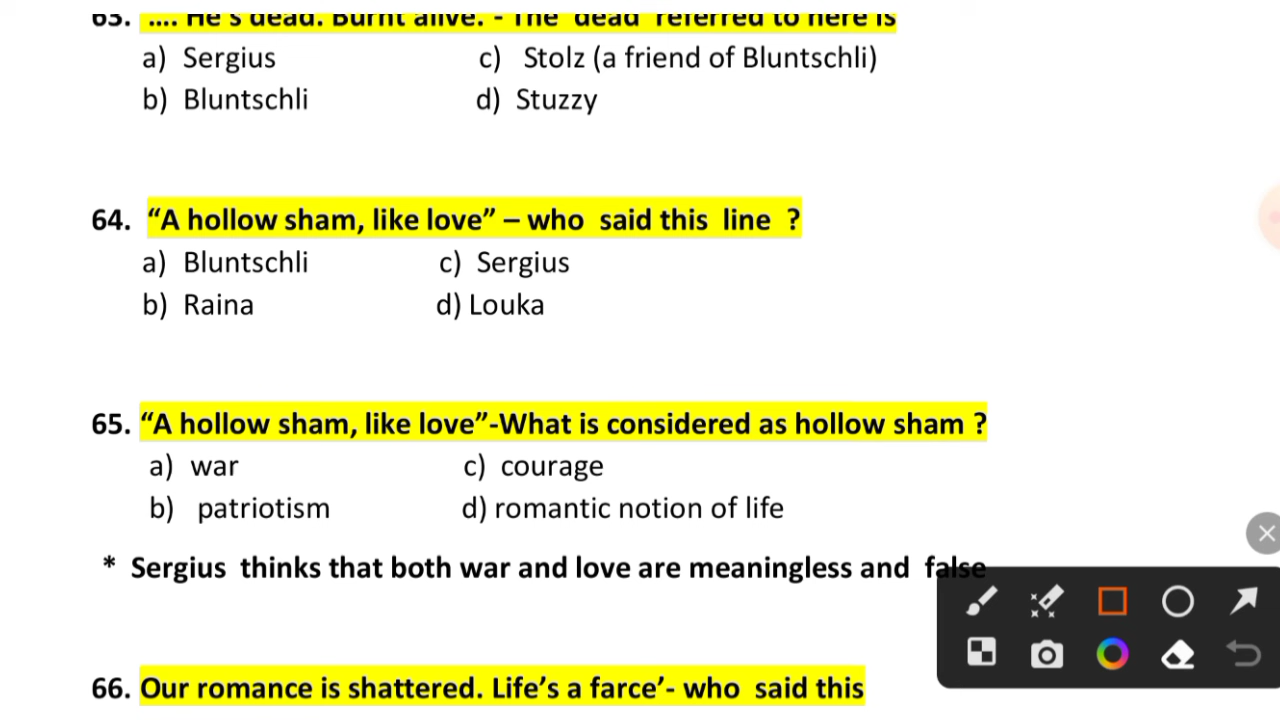 63. .... He's dead. Burnt alive. - The 'dead' referred to here is
a) Sergius c) Stolz (a friend of Bluntschli)
b) Bluntschli d) Stuzzy
64. “A hollow sham, like love” – who said this line ?
a) Bluntschli c) Sergius
b) Raina d) Louka
65. “A hollow sham, like love”-What is considered as hollow sham ?
a) war c) courage
b) patriotism d) romantic notion of life
* Sergius thinks that both war and love are meaningless and false
66. Our romance is shattered. Life’s a farce’- who said this